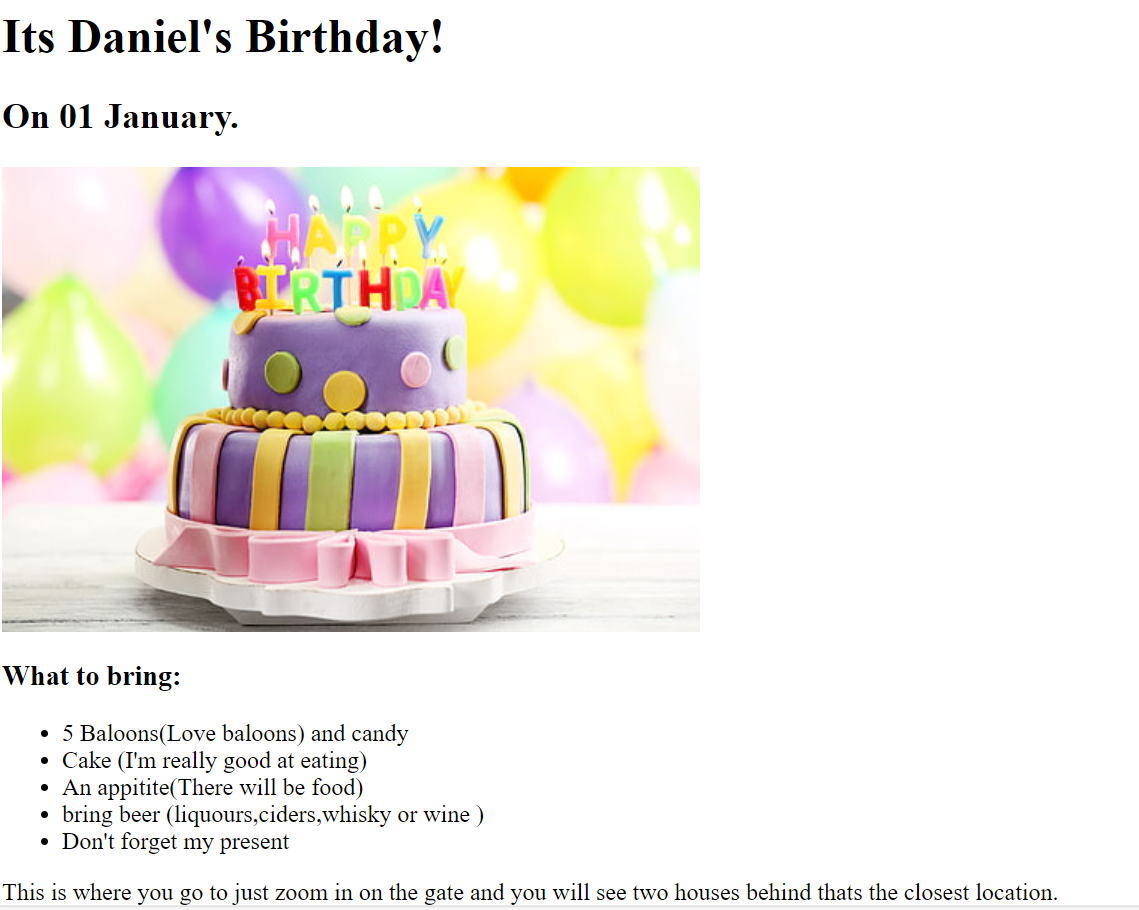 Its Daniel's Birthday!
On 01 January.
HAPPY
BIRTHDAY
What to bring:
5 Baloons(Love baloons) and candy
Cake (I'm really good at eating)
An appitite(There will be food)
bring beer (liquours,ciders,whisky or wine )
Don't forget my present
This is where you go to just zoom in on the gate and you will see two houses behind thats the closest location.